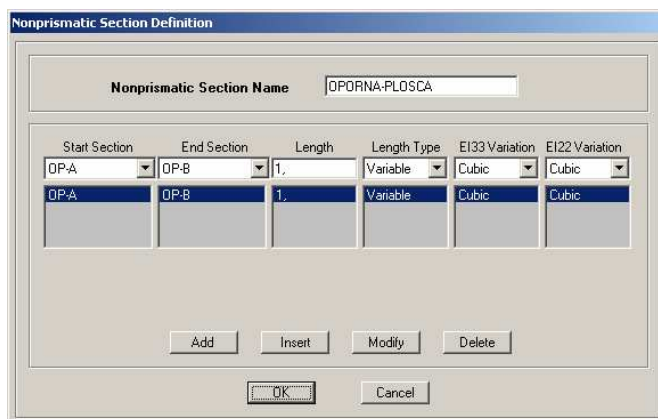 Nonprismatic Section Definition
Nonprismatic Section Name OPORNA-PLOSCA
Start Section End Section Length Length Type EI33 Variation EI22 Variation
OP-A OP-B 1, Variable Cubic Cubic
OP-A OP-B 1, Variable Cubic Cubic
Add Insert Modify Delete
OK Cancel